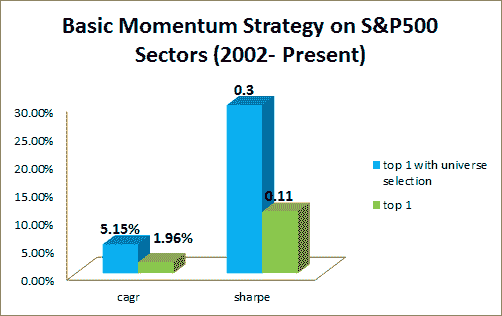 Basic Momentum Strategy on S&P500
Sectors (2002- Present)
0.3
30.00%
25.00%
20.00%
15.00%
10.00%
5.00%
0.00%
5.15%
1.96%
0.11
cagr
sharpe
top 1 with universe
selection
top 1